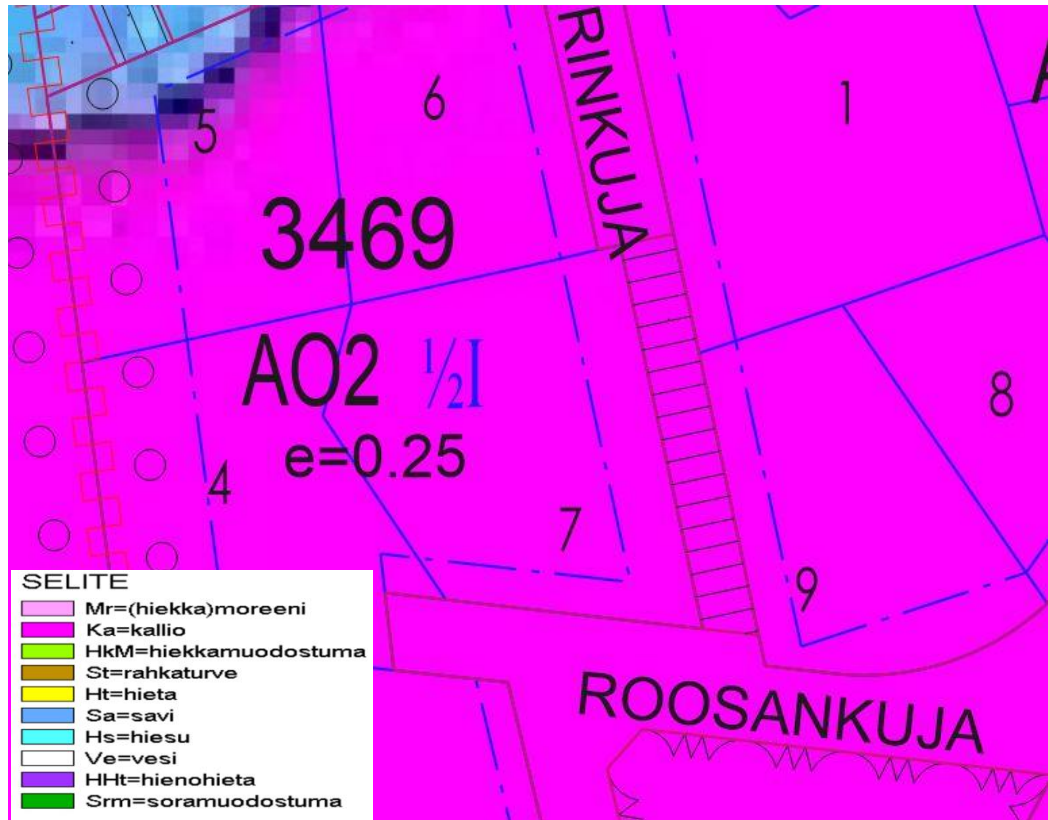 6
5
1
RINKUJA
3469
AO2 ½I
8
e=0.25
4
7
9
ROOSANKUJA
SELITE
Mr=(hiekka)moreeni
Ka=kallio
HkM=hiekkamuodostuma
St=rahkaturve
Ht=hieta
Sa=savi
Hs=hiesu
Ve=vesi
HHt=hienohieta
Srm=soramuodostuma